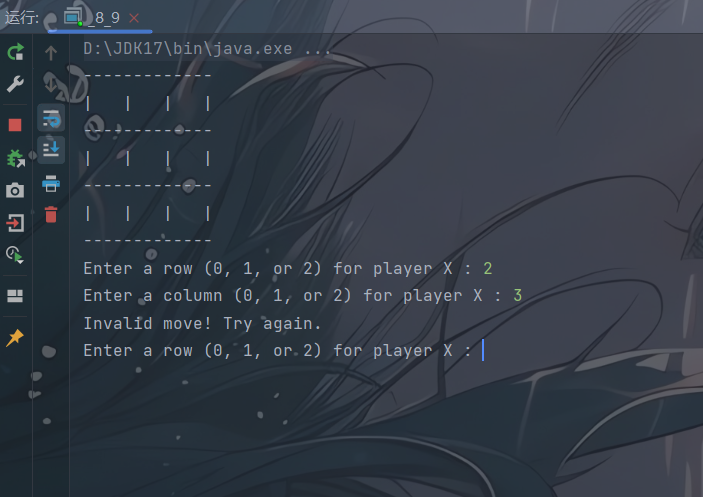 运行: _8_9
D:\JDK17\bin\java.exe ...
-------------
|   |   |   |
-------------
|   |   |   |
-------------
|   |   |   |
-------------
Enter a row (0, 1, or 2) for player X : 2
Enter a column (0, 1, or 2) for player X : 3
Invalid move! Try again.
Enter a row (0, 1, or 2) for player X :